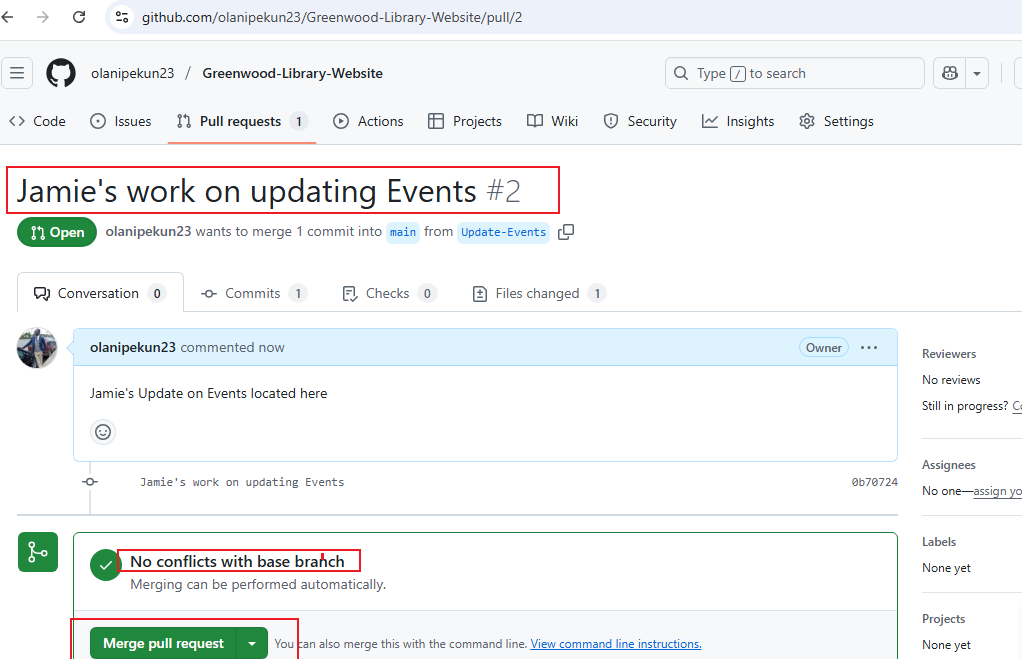 github.com/olanipekun23/Greenwood-Library-Website/pull/2
olanipekun23 / Greenwood-Library-Website
Type / to search
Code Issues Pull requests 1 Actions Projects Wiki Security Insights Settings
Jamie's work on updating Events #2
Open olanipekun23 wants to merge 1 commit into main from Update-Events
Conversation 0 Commits 1 Checks 0 Files changed 1
olanipekun23 commented now Owner
Jamie's Update on Events located here
Jamie's work on updating Events 0b70724
No conflicts with base branch
Merging can be performed automatically.
Merge pull request You can also merge this with the command line. View command line instructions.
Reviewers
No reviews
Still in progress?
Assignees
No one—assign yo
Labels
None yet
Projects
None yet